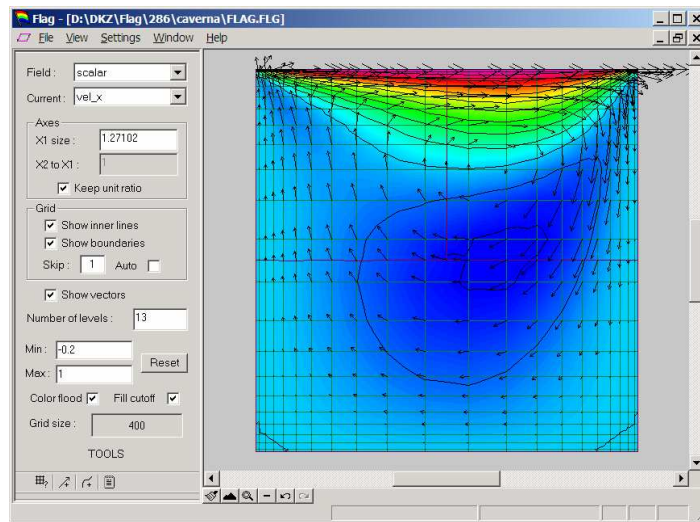 Flag - [D:\DKZ\Flag\286\caverna\FLAG.FLG]
File View Settings Window Help
Field : scalar
Current : vel_x
Axes
X1 size : 1.27102
X2 to X1 : 1
Keep unit ratio
Grid
Show inner lines
Show boundaries
Skip : 1 Auto
Show vectors
Number of levels : 13
Min : -0.2
Reset
Max : 1
Color flood Fill cutoff
Grid size : 400
TOOLS